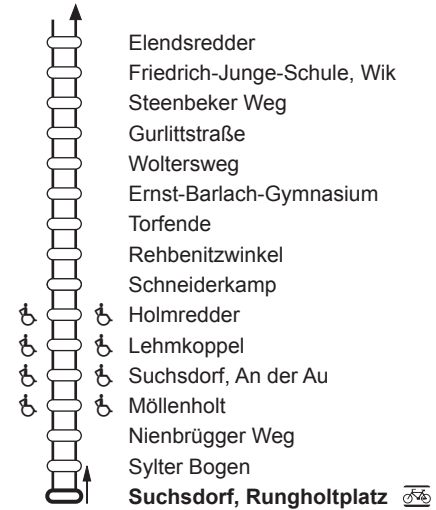 Elendsredder
Friedrich-Junge-Schule, Wik
Steenbeker Weg
Gurlittstraße
Woltersweg
Ernst-Barlach-Gymnasium
Torfende
Rehbenitzwinkel
Schneiderkamp
Holmredder
Lehmkoppel
Suchsdorf, An der Au
Möllenholt
Nienbrügger Weg
Sylter Bogen
Suchsdorf, Rungholtplatz